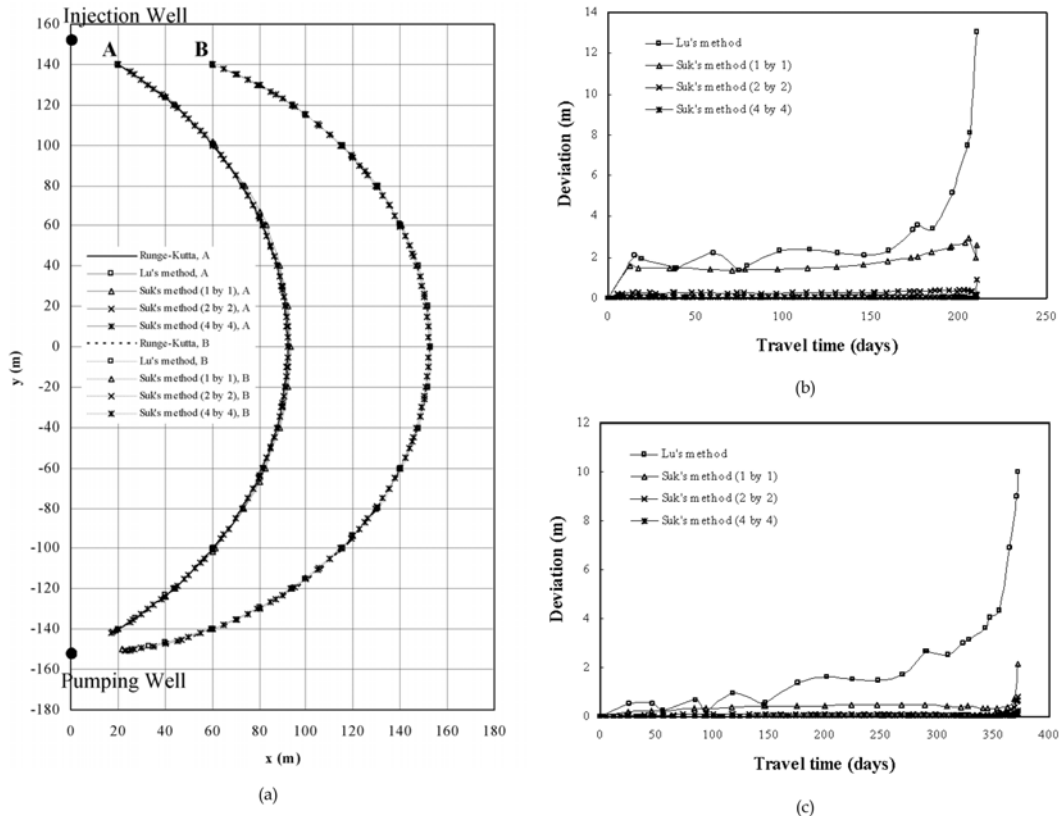 Injection Well
A
B
160
140
120
100
80
60
40
20
0
-20
-40
-60
-80
-100
-120
-140
-160
-180
y (m)
Runge-Kutta, A
Lu's method, A
Suk's method (1 by 1), A
Suk's method (2 by 2), A
Suk's method (4 by 4), A
Runge-Kutta, B
Lu's method, B
Suk's method (1 by 1), B
Suk's method (2 by 2), B
Suk's method (4 by 4), B
Pumping Well
0 20 40 60 80 100 120 140 160 180
x (m)
(a)
14
12
10
8
6
4
2
0
Deviation (m)
Lu's method
Suk's method (1 by 1)
Suk's method (2 by 2)
Suk's method (4 by 4)
0 50 100 150 200 250
Travel time (days)
(b)
12
10
8
6
4
2
0
Deviation (m)
Lu's method
Suk's method (1 by 1)
Suk's method (2 by 2)
Suk's method (4 by 4)
0 50 100 150 200 250 300 350 400
Travel time (days)
(c)